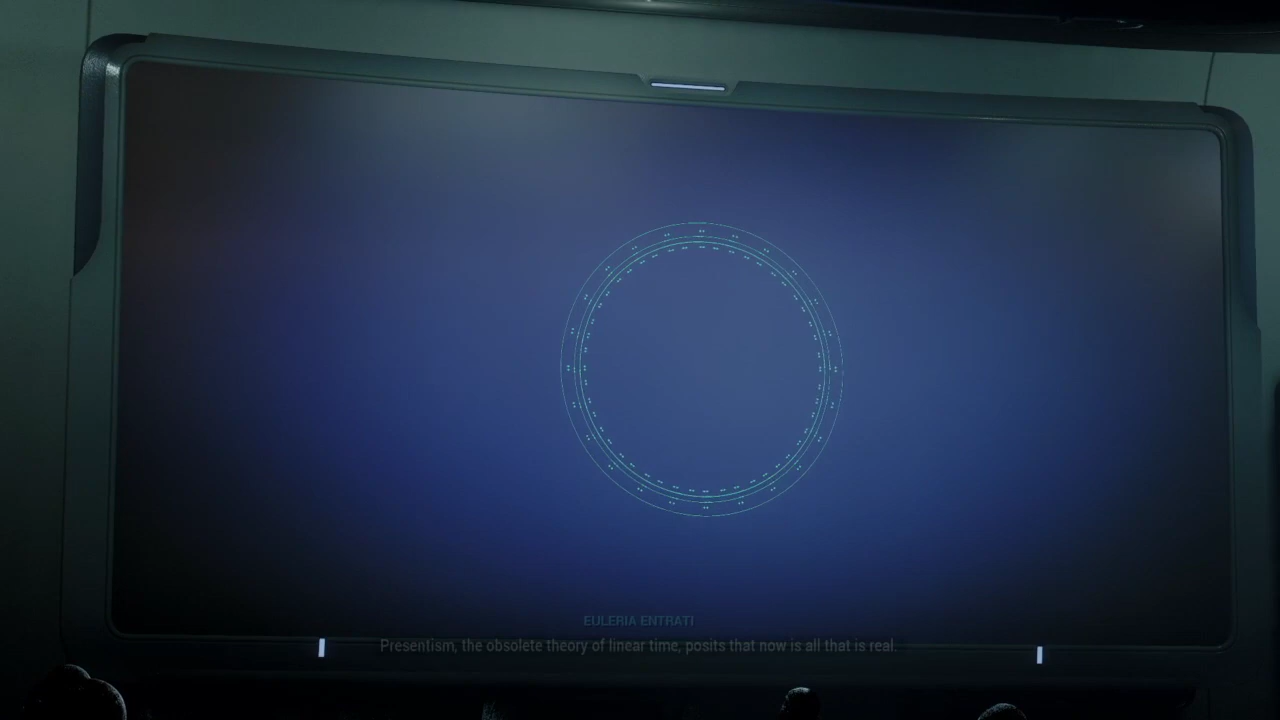 EULERIA ENTRATI
Presentism, the obsolete theory of linear time, posits that now is all that is real.